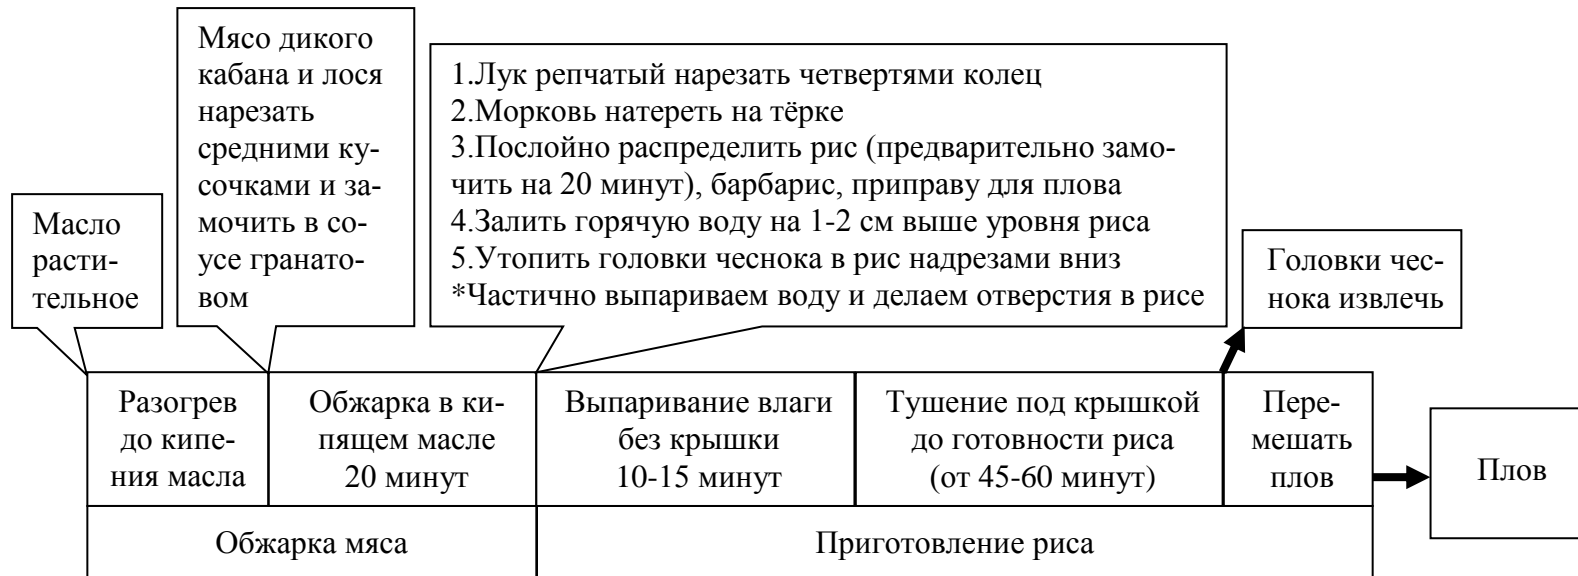 Масло
расти-
тельное
Мясо дикого
кабана и лося
нарезать
средними ку-
сочками и за-
мочить в со-
усе гранато-
вом
1.Лук репчатый нарезать четвертями колец
2.Морковь натереть на тёрке
3.Послойно распределить рис (предварительно замо-
чить на 20 минут), барбарис, приправу для плова
4.Залить горячую воду на 1-2 см выше уровня риса
5.Утопить головки чеснока в рис надрезами вниз
*Частично выпариваем воду и делаем отверстия в рисе
Головки чес-
нока извлечь
Разогрев
до кипе-
ния масла
Обжарка в ки-
пящем масле
20 минут
Выпаривание влаги
без крышки
10-15 минут
Тушение под крышкой
до готовности риса
(от 45-60 минут)
Пере-
мешать
плов
Плов
Обжарка мяса
Приготовление риса